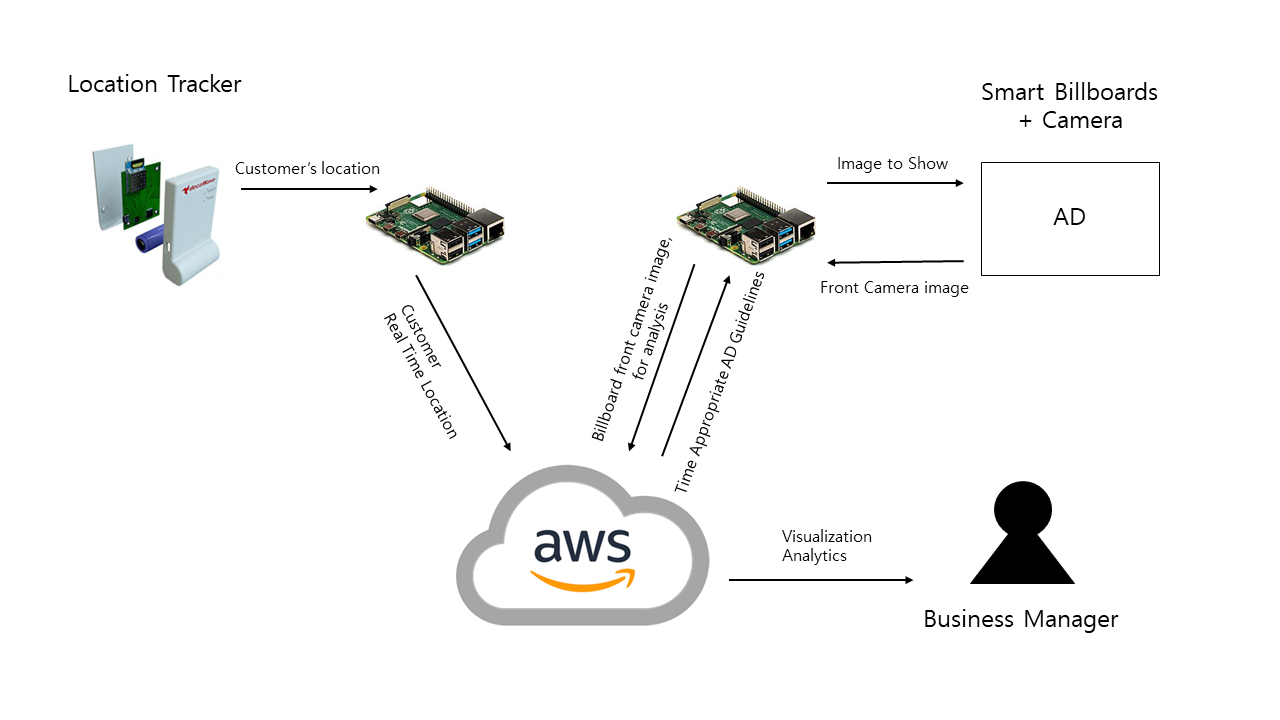 Location Tracker
Smart Billboards
+ Camera
Customer's location
decaWave
Image to Show
AD
Front Camera image
Customer
Real Time Location
Billboard front camera image,
for analysis
Time Appropriate AD Guidelines
aws
Visualization
Analytics
Business Manager